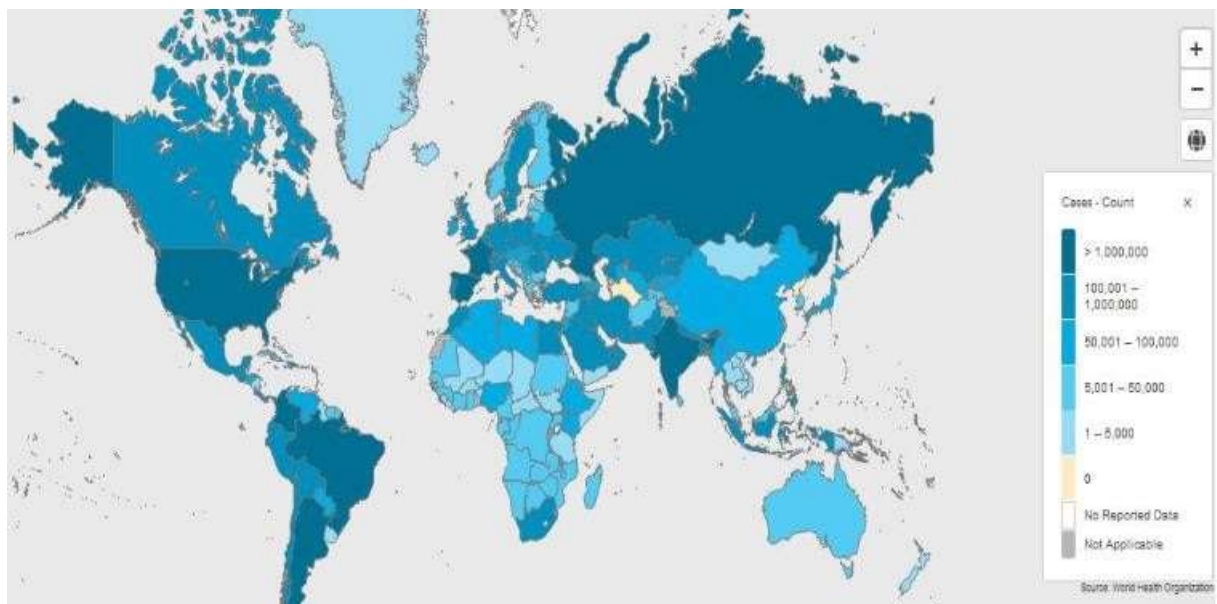 +
−
Cases - Count ×
> 1,000,000
100,001 –
1,000,000
50,001 – 100,000
5,001 – 50,000
1 – 5,000
0
No Reported Data
Not Applicable
Source: World Health Organization